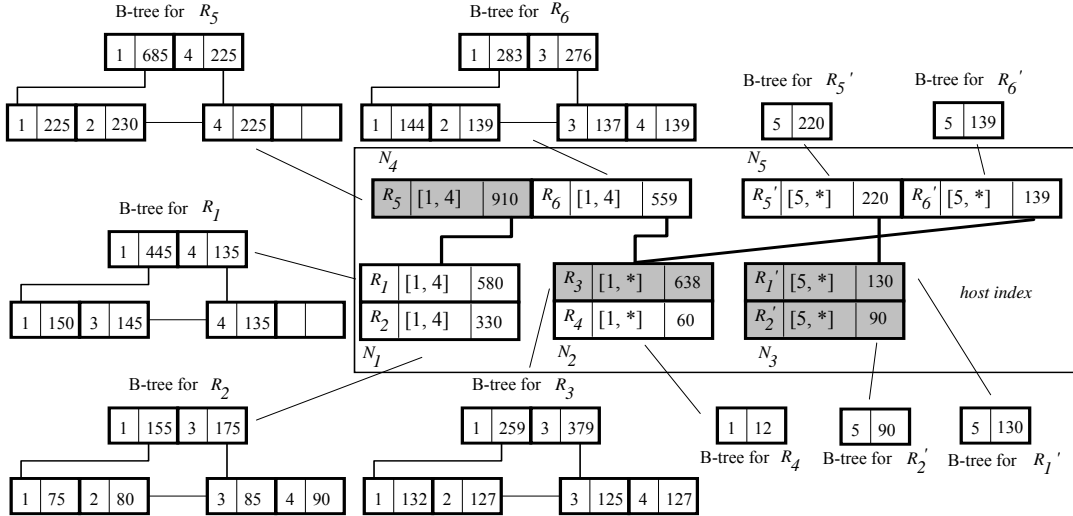 B-tree for R5
1 685 4 225
1 225 2 230
4 225
B-tree for R6
1 283 3 276
1 144 2 139
3 137 4 139
B-tree for R5'
5 220
B-tree for R6'
5 139
N4
R5 [1, 4] 910 R6 [1, 4] 559
N5
R5' [5, *] 220 R6' [5, *] 139
B-tree for R1
1 445 4 135
1 150 3 145
4 135
R1 [1, 4] 580
R2 [1, 4] 330
N1
R3 [1, *] 638
R4 [1, *] 60
N2
R1' [5, *] 130
R2' [5, *] 90
N3
host index
B-tree for R2
1 155 3 175
1 75 2 80
3 85 4 90
B-tree for R3
1 259 3 379
1 132 2 127
3 125 4 127
1 12
B-tree for R4
5 90
B-tree for R2'
5 130
B-tree for R1'